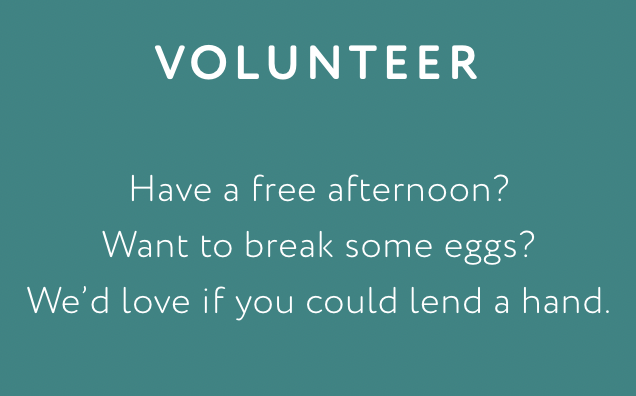 VOLUNTEER
Have a free afternoon?
Want to break some eggs?
We’d love if you could lend a hand.